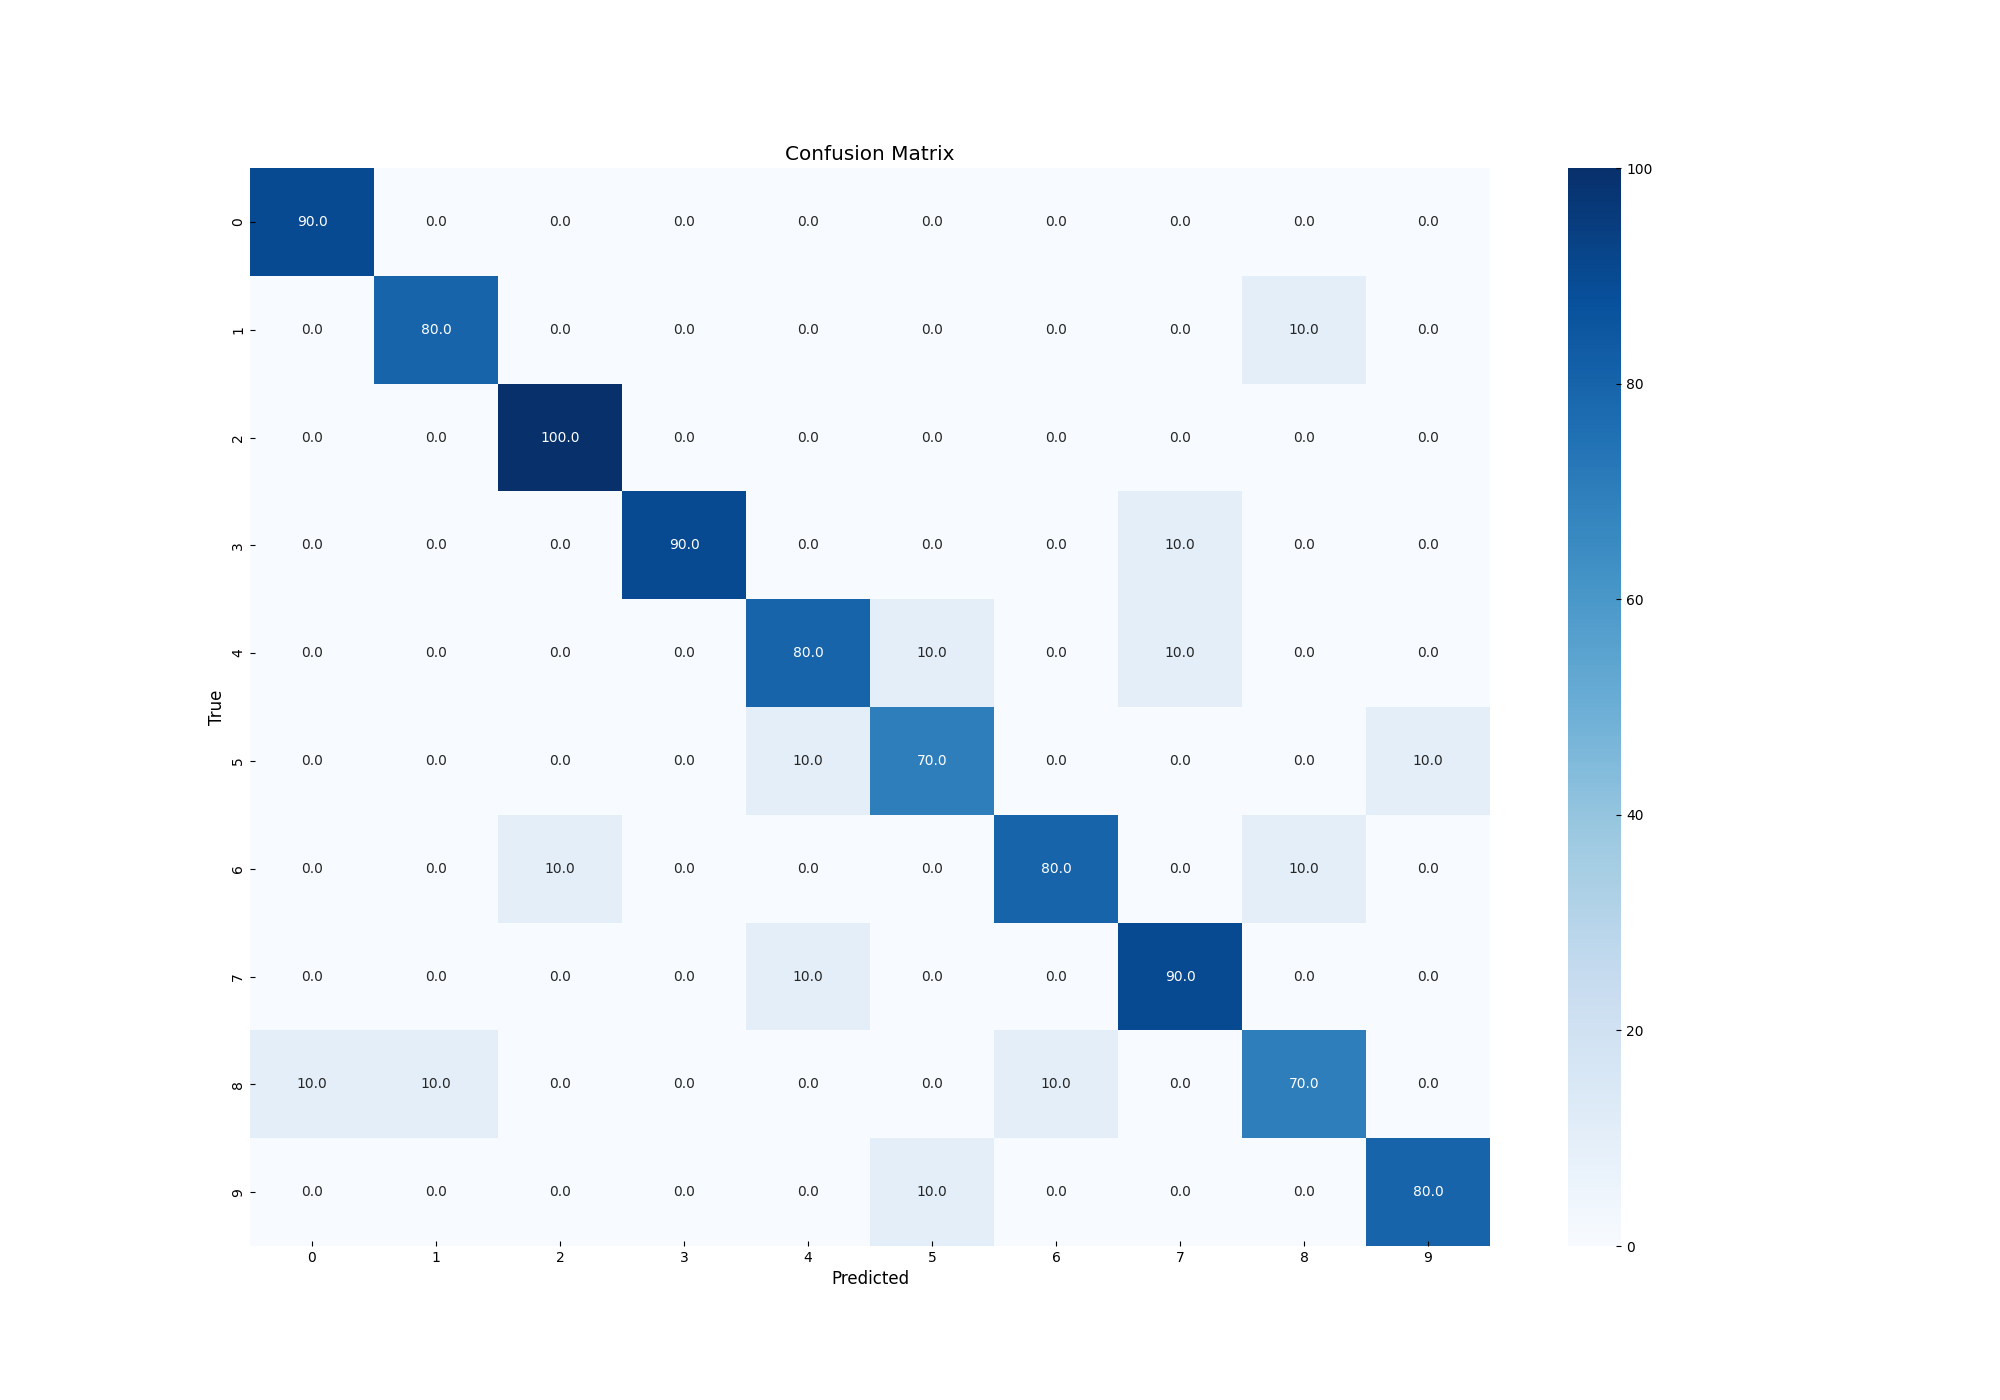 Confusion Matrix
0 90.0 0.0 0.0 0.0 0.0 0.0 0.0 0.0 0.0 0.0
1 0.0 80.0 0.0 0.0 0.0 0.0 0.0 0.0 10.0 0.0
2 0.0 0.0 100.0 0.0 0.0 0.0 0.0 0.0 0.0 0.0
3 0.0 0.0 0.0 90.0 0.0 0.0 0.0 10.0 0.0 0.0
4 0.0 0.0 0.0 0.0 80.0 10.0 0.0 10.0 0.0 0.0
True
5 0.0 0.0 0.0 0.0 10.0 70.0 0.0 0.0 0.0 10.0
6 0.0 0.0 10.0 0.0 0.0 0.0 80.0 0.0 10.0 0.0
7 0.0 0.0 0.0 0.0 10.0 0.0 0.0 90.0 0.0 0.0
8 10.0 10.0 0.0 0.0 0.0 0.0 10.0 0.0 70.0 0.0
9 0.0 0.0 0.0 0.0 0.0 10.0 0.0 0.0 0.0 80.0
0 1 2 3 4 5 6 7 8 9
Predicted
100
80
60
40
20
0